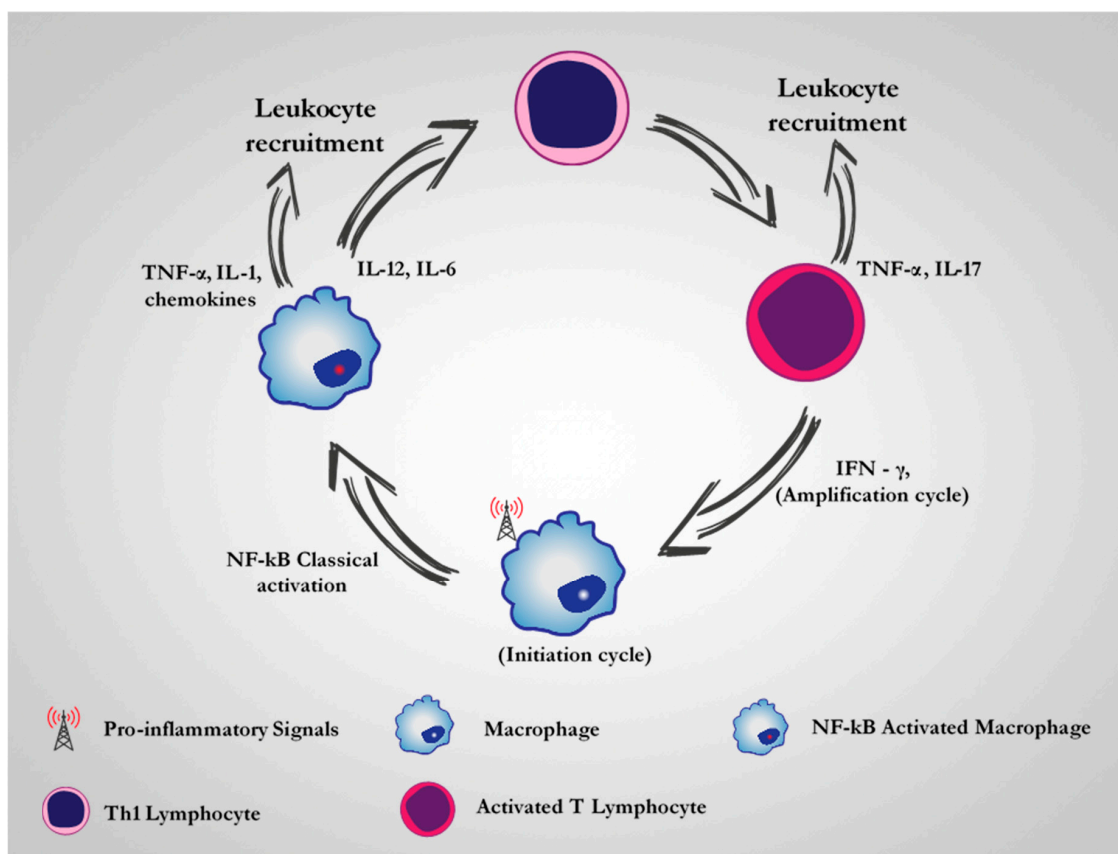 Leukocyte
recruitment
Leukocyte
recruitment
TNF-α, IL-1,
chemokines
IL-12, IL-6
TNF-α, IL-17
IFN - γ,
(Amplification cycle)
NF-kB Classical
activation
(Initiation cycle)
Pro-inflammatory Signals
Macrophage
NF-kB Activated Macrophage
Th1 Lymphocyte
Activated T Lymphocyte